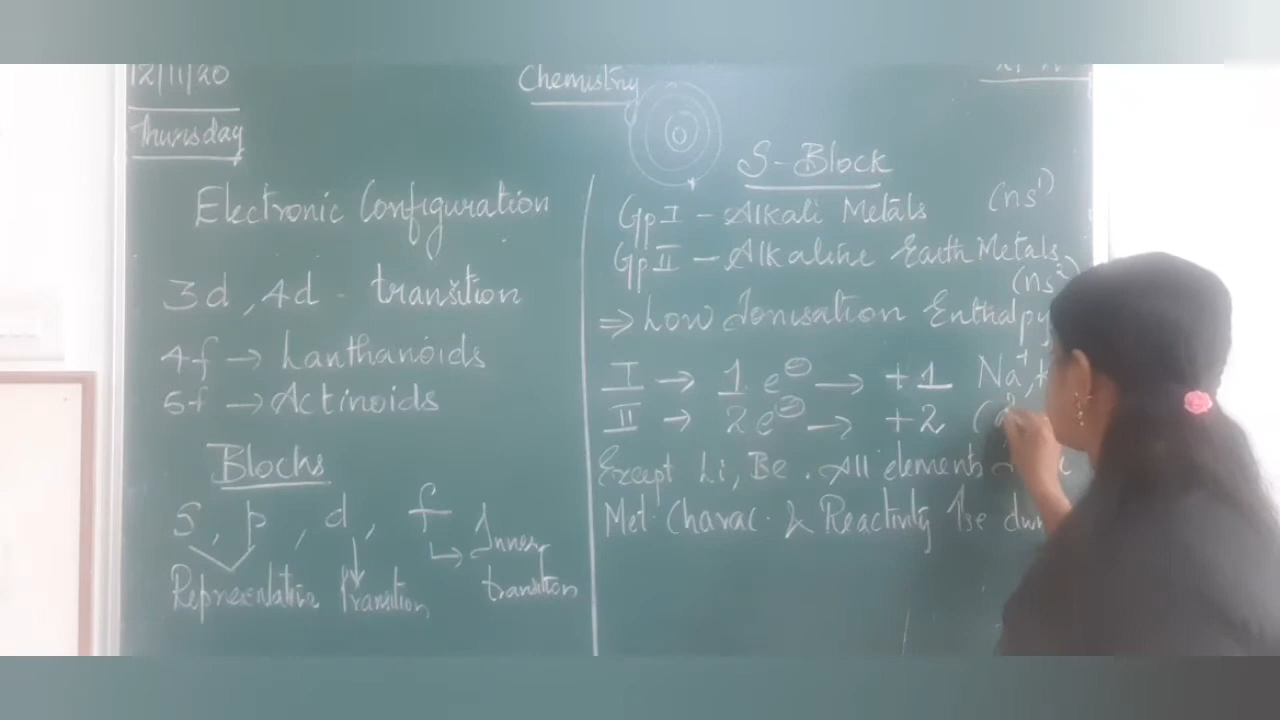 12/11/20
Thursday
Chemistry
Electronic Configuration
3d, 4d - transition
4f → Lanthanoids
5f → Actinoids
Blocks
s, p, d, f → Inner transition
Representative Transition
S-Block
Gp I - Alkali Metals (ns¹)
Gp II - Alkaline Earth Metals
(ns²)
⇒ Low Ionisation Enthalpy
I → 1 e⊖ → +1 Na⁺,
II → 2e → +2
Except Li, Be. All elements
Met. Charac. & Reactivity